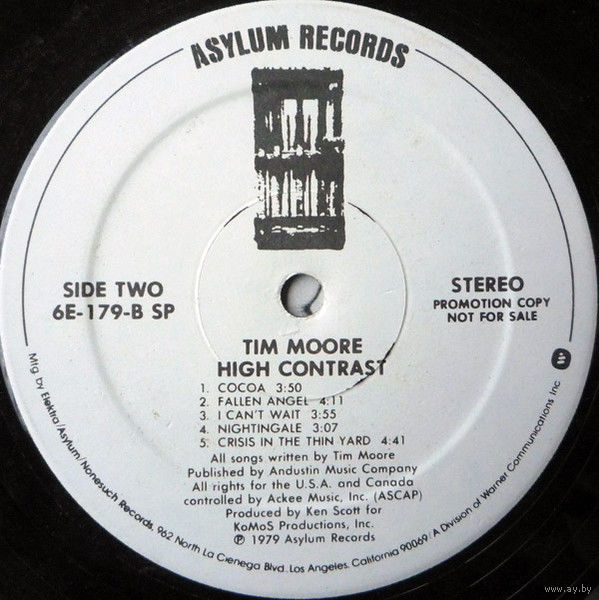 ASYLUM RECORDS
SIDE TWO
6E-179-B SP
STEREO
PROMOTION COPY
NOT FOR SALE
TIM MOORE
HIGH CONTRAST
1. COCOA 3:50
2. FALLEN ANGEL 4:11
3. I CAN'T WAIT 3:55
4. NIGHTINGALE 3:07
5. CRISIS IN THE THIN YARD 4:41
All songs written by Tim Moore
Published by Andustin Music Company
All rights for the U.S.A. and Canada
controlled by Ackee Music, Inc. (ASCAP)
Produced by Ken Scott for
KoMoS Productions, Inc.
℗ 1979 Asylum Records
Mfg by Elektra/Asylum/Nonesuch Records, 962 North La Cienega Blvd. Los Angeles, California 90069/A Division of Warner Communications Inc
www.ay.by